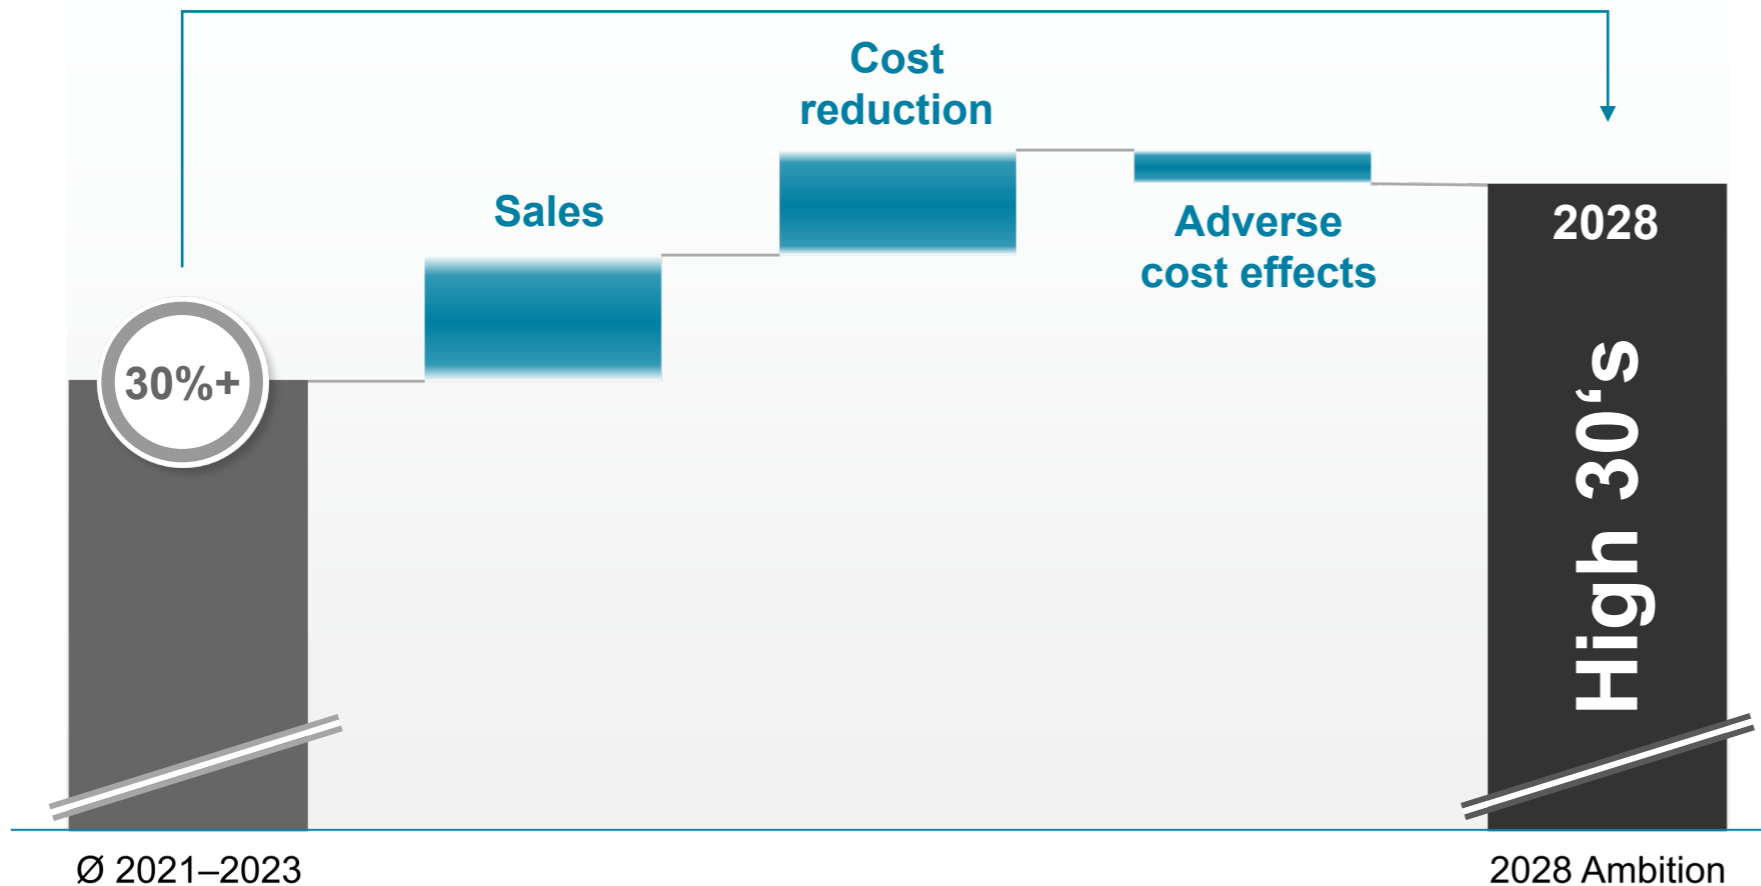 Cost
reduction
Sales
Adverse
cost effects
2028
30%+
High 30‘s
Ø 2021–2023
2028 Ambition